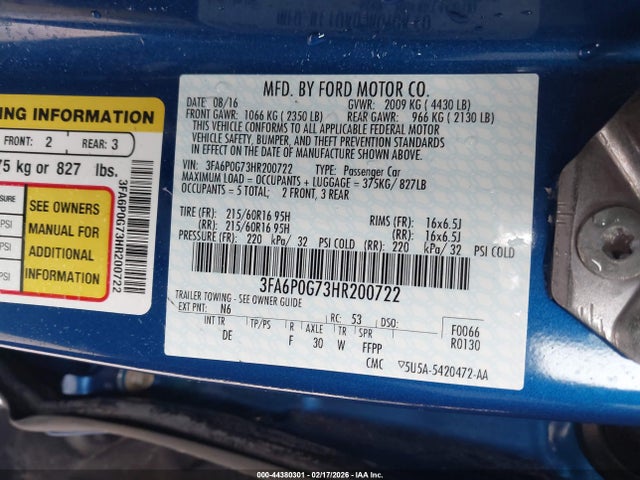 MFD. BY FORD MOTOR CO.
DATE: 08/16 GVWR: 2009 KG ( 4430 LB)
FRONT GAWR: 1066 KG ( 2350 LB) REAR GAWR: 966 KG ( 2130 LB)
THIS VEHICLE CONFORMS TO ALL APPLICABLE FEDERAL MOTOR
VEHICLE SAFETY, BUMPER, AND THEFT PREVENTION STANDARDS
IN EFFECT ON THE DATE OF MANUFACTURE SHOWN ABOVE.
VIN: 3FA6P0G73HR200722 TYPE: Passenger Car
MAXIMUM LOAD = OCCUPANTS + LUGGAGE = 375KG/ 827LB
OCCUPANTS = 5 TOTAL; 2 FRONT, 3 REAR
TIRE (FR): 215/60R16 95H RIMS (FR): 16x6.5J
(RR): 215/60R16 95H (RR): 16x6.5J
PRESSURE (FR): 220 kPa/ 32 PSI COLD (RR): 220 kPa/ 32 PSI COLD
3FA6P0G73HR200722
TRAILER TOWING - SEE OWNER GUIDE
EXT PNT: N6 RC: 53 DSO: F0066
R0130
INT TR TP/PS R AXLE TR SPR
DE F 30 W FFPP
CMC ▽5U5A-5420472-AA
ING INFORMATION
FRONT: 2 REAR: 3
75 kg or 827 lbs.
PSI
PSI
PSI
SEE OWNERS
MANUAL FOR
ADDITIONAL
INFORMATION
3FA6P0G73HR200722
000-44380301 - 02/17/2026 - IAA Inc.